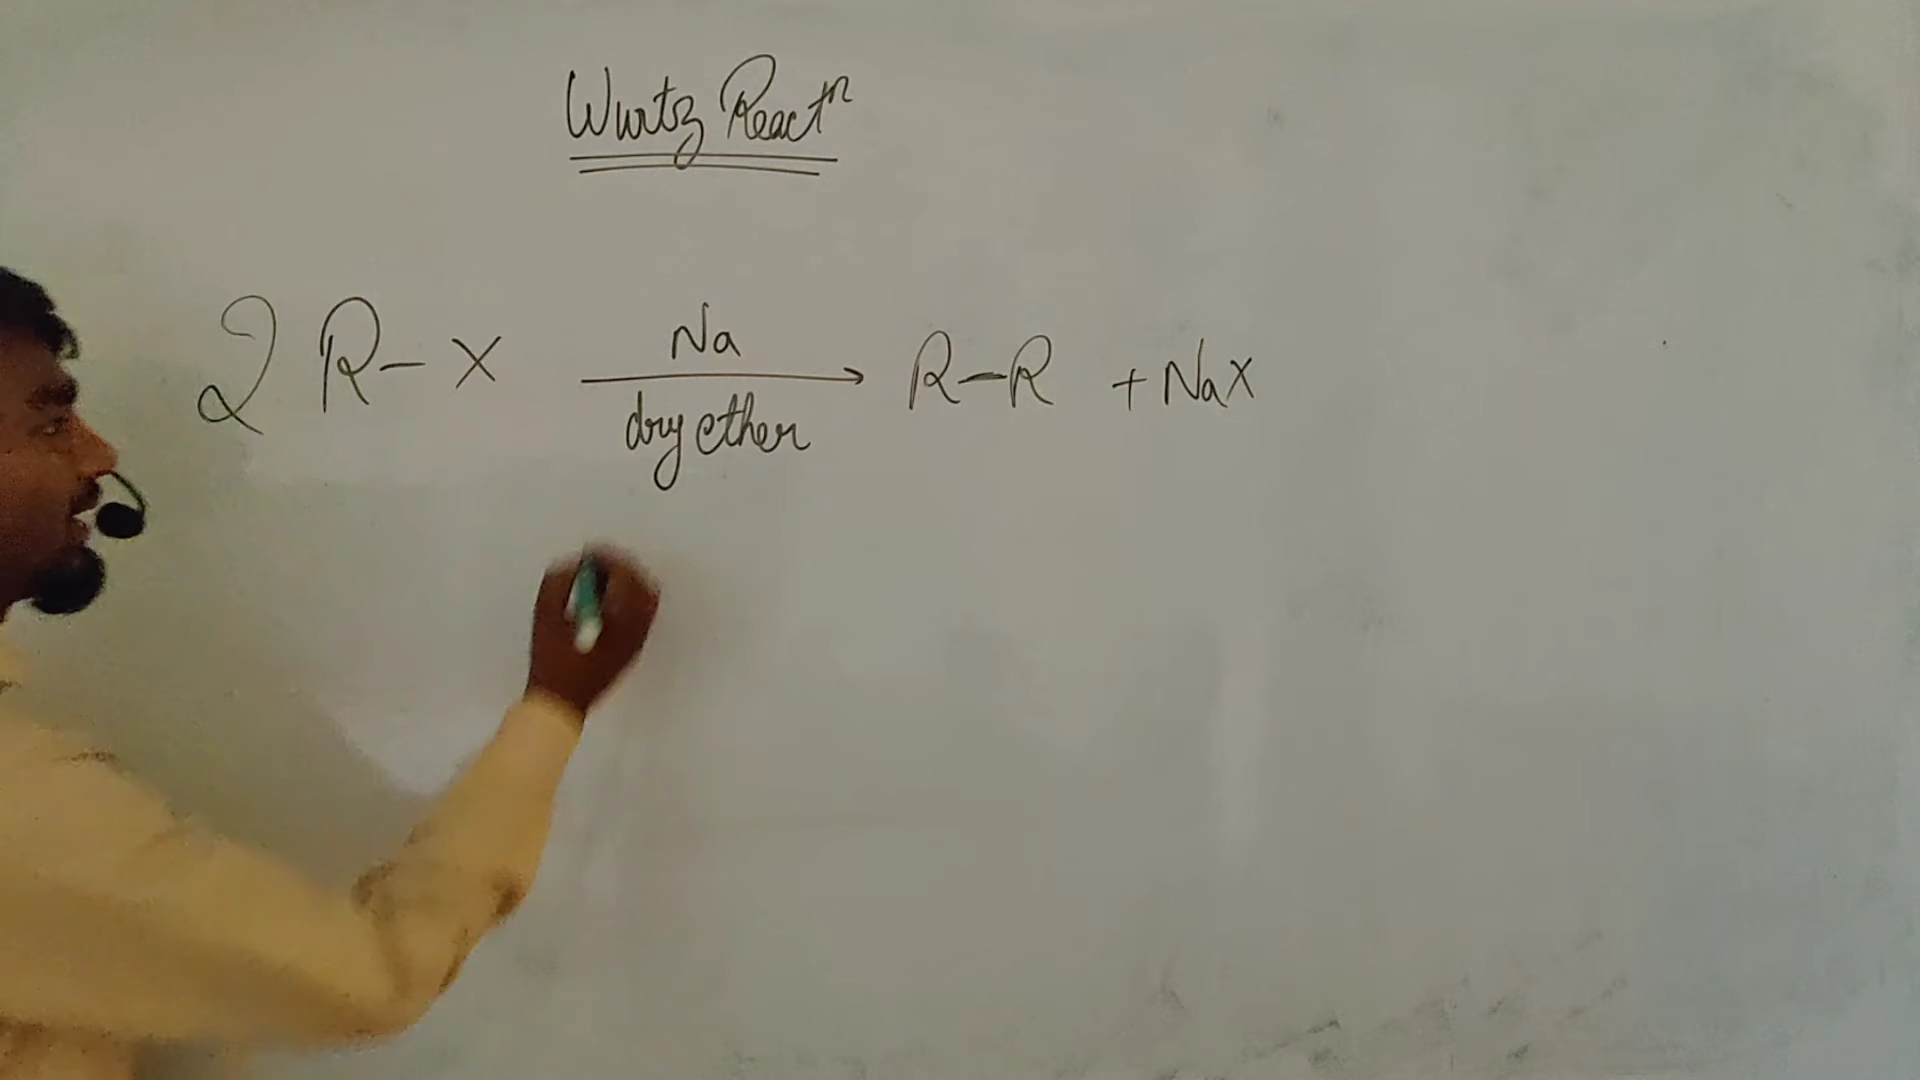 Wurtz Reactn
2 R-X Na R-R + NaX
dry ether